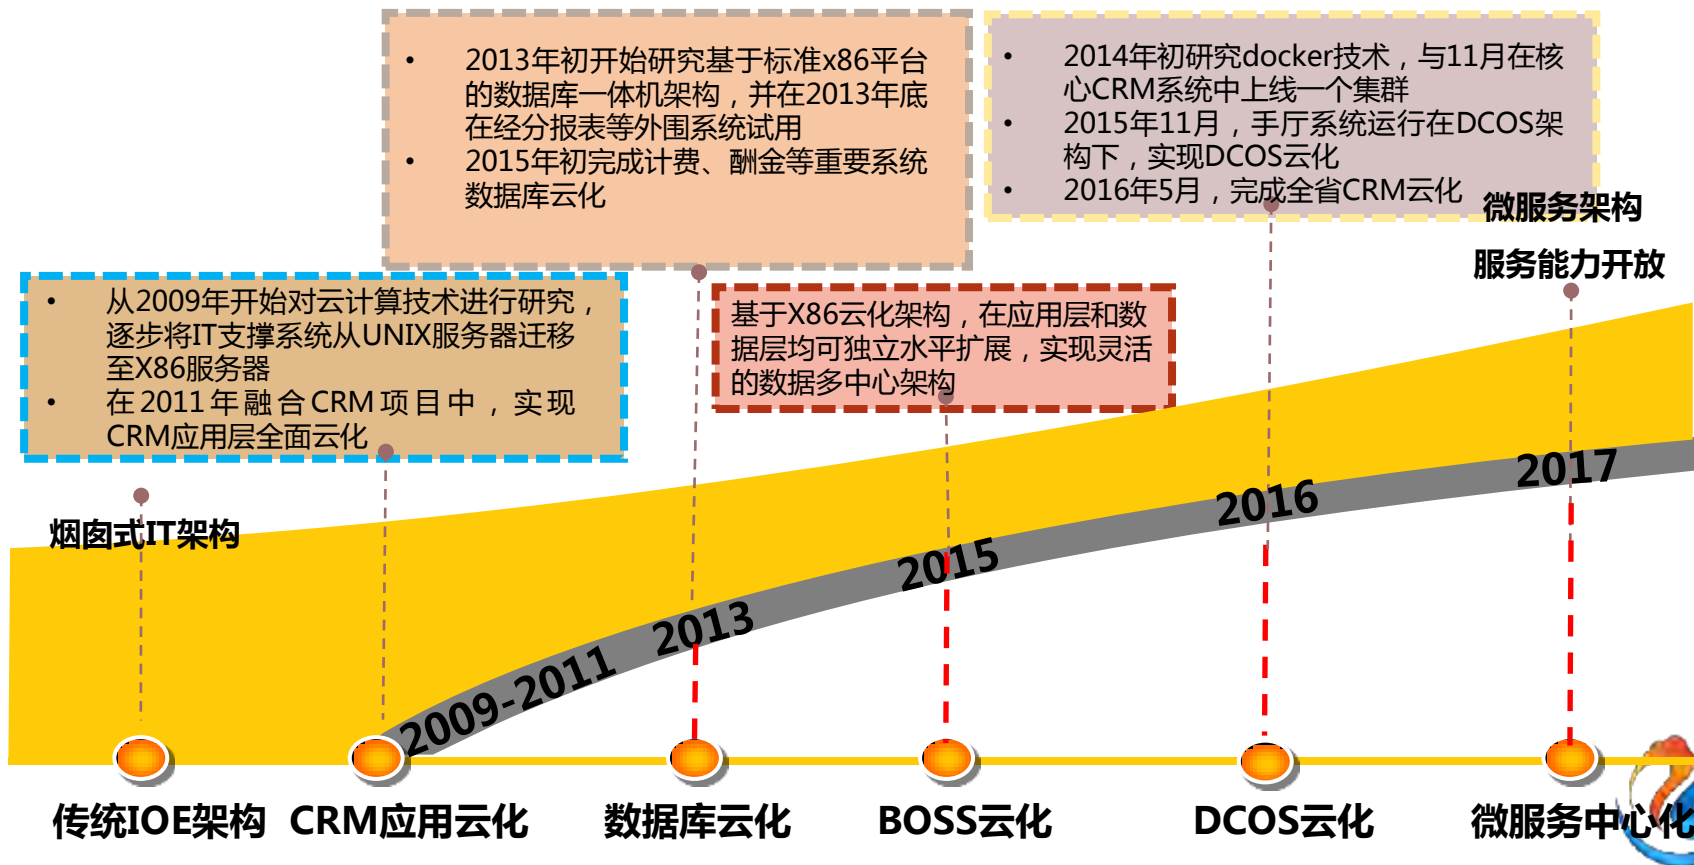 • 2013年初开始研究基于标准x86平台
的数据库一体机架构，并在2013年底
在经分报表等外围系统试用
• 2015年初完成计费、酬金等重要系统
数据库云化
• 2014年初研究docker技术，与11月在核
心CRM系统中上线一个集群
• 2015年11月，手厅系统运行在DCOS架
构下，实现DCOS云化
• 2016年5月，完成全省CRM云化
微服务架构
服务能力开放
• 从2009年开始对云计算技术进行研究，
逐步将IT支撑系统从UNIX服务器迁移
至X86服务器
• 在2011年融合CRM项目中，实现
CRM应用层全面云化
基于X86云化架构，在应用层和数
据层均可独立水平扩展，实现灵活
的数据多中心架构
烟囱式IT架构
2009-2011
2013
2015
2016
2017
传统IOE架构
CRM应用云化
数据库云化
BOSS云化
DCOS云化
微服务中心化